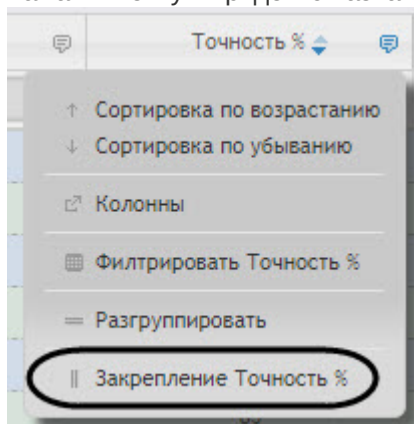 Точность %
Сортировка по возрастанию
Сортировка по убыванию
Колонны
Филтрировать Точность %
Разгруппировать
Закрепление Точность %